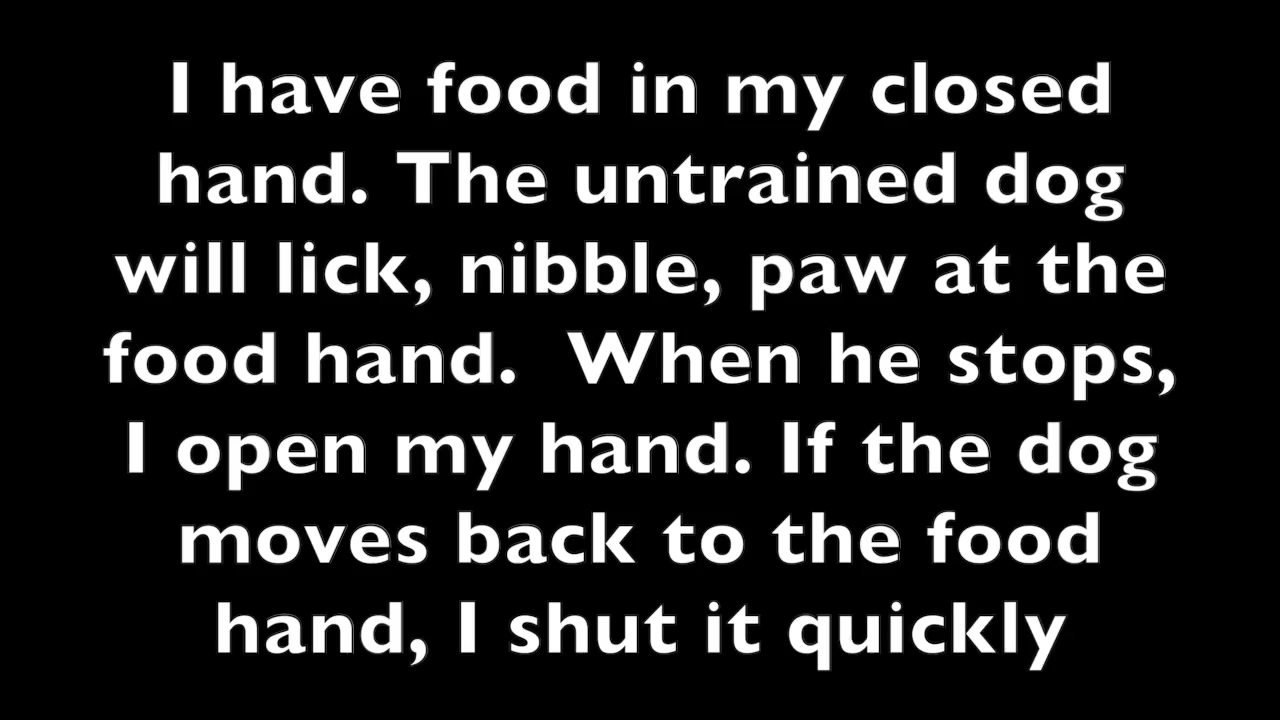 I have food in my closed
hand. The untrained dog
will lick, nibble, paw at the
food hand.  When he stops,
I open my hand. If the dog
moves back to the food
hand, I shut it quickly